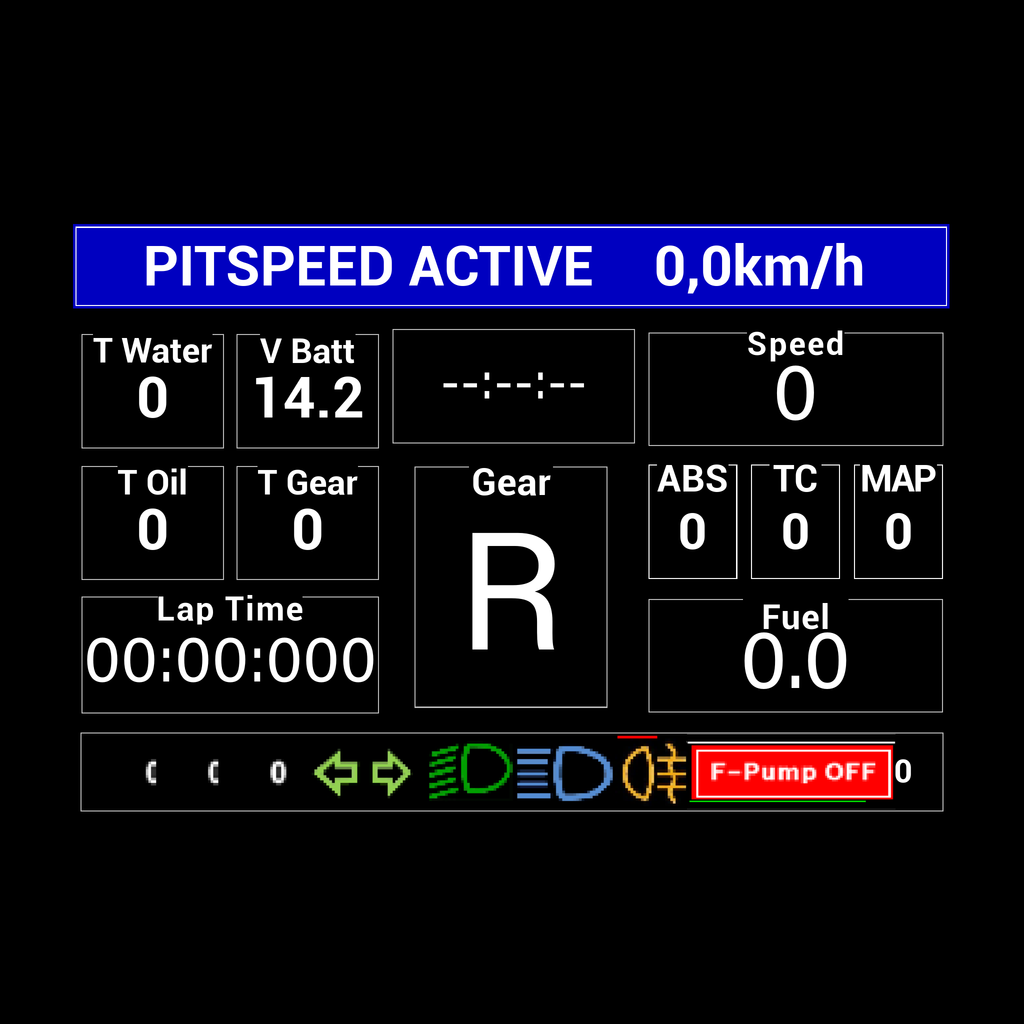 PITSPEED ACTIVE 0,0km/h
T Water
0
V Batt
14.2
--:--:--
Speed
0
T Oil
0
T Gear
0
Gear
R
ABS
0
TC
0
MAP
0
Lap Time
00:00:000
Fuel
0.0
0 F-Pump OFF 0